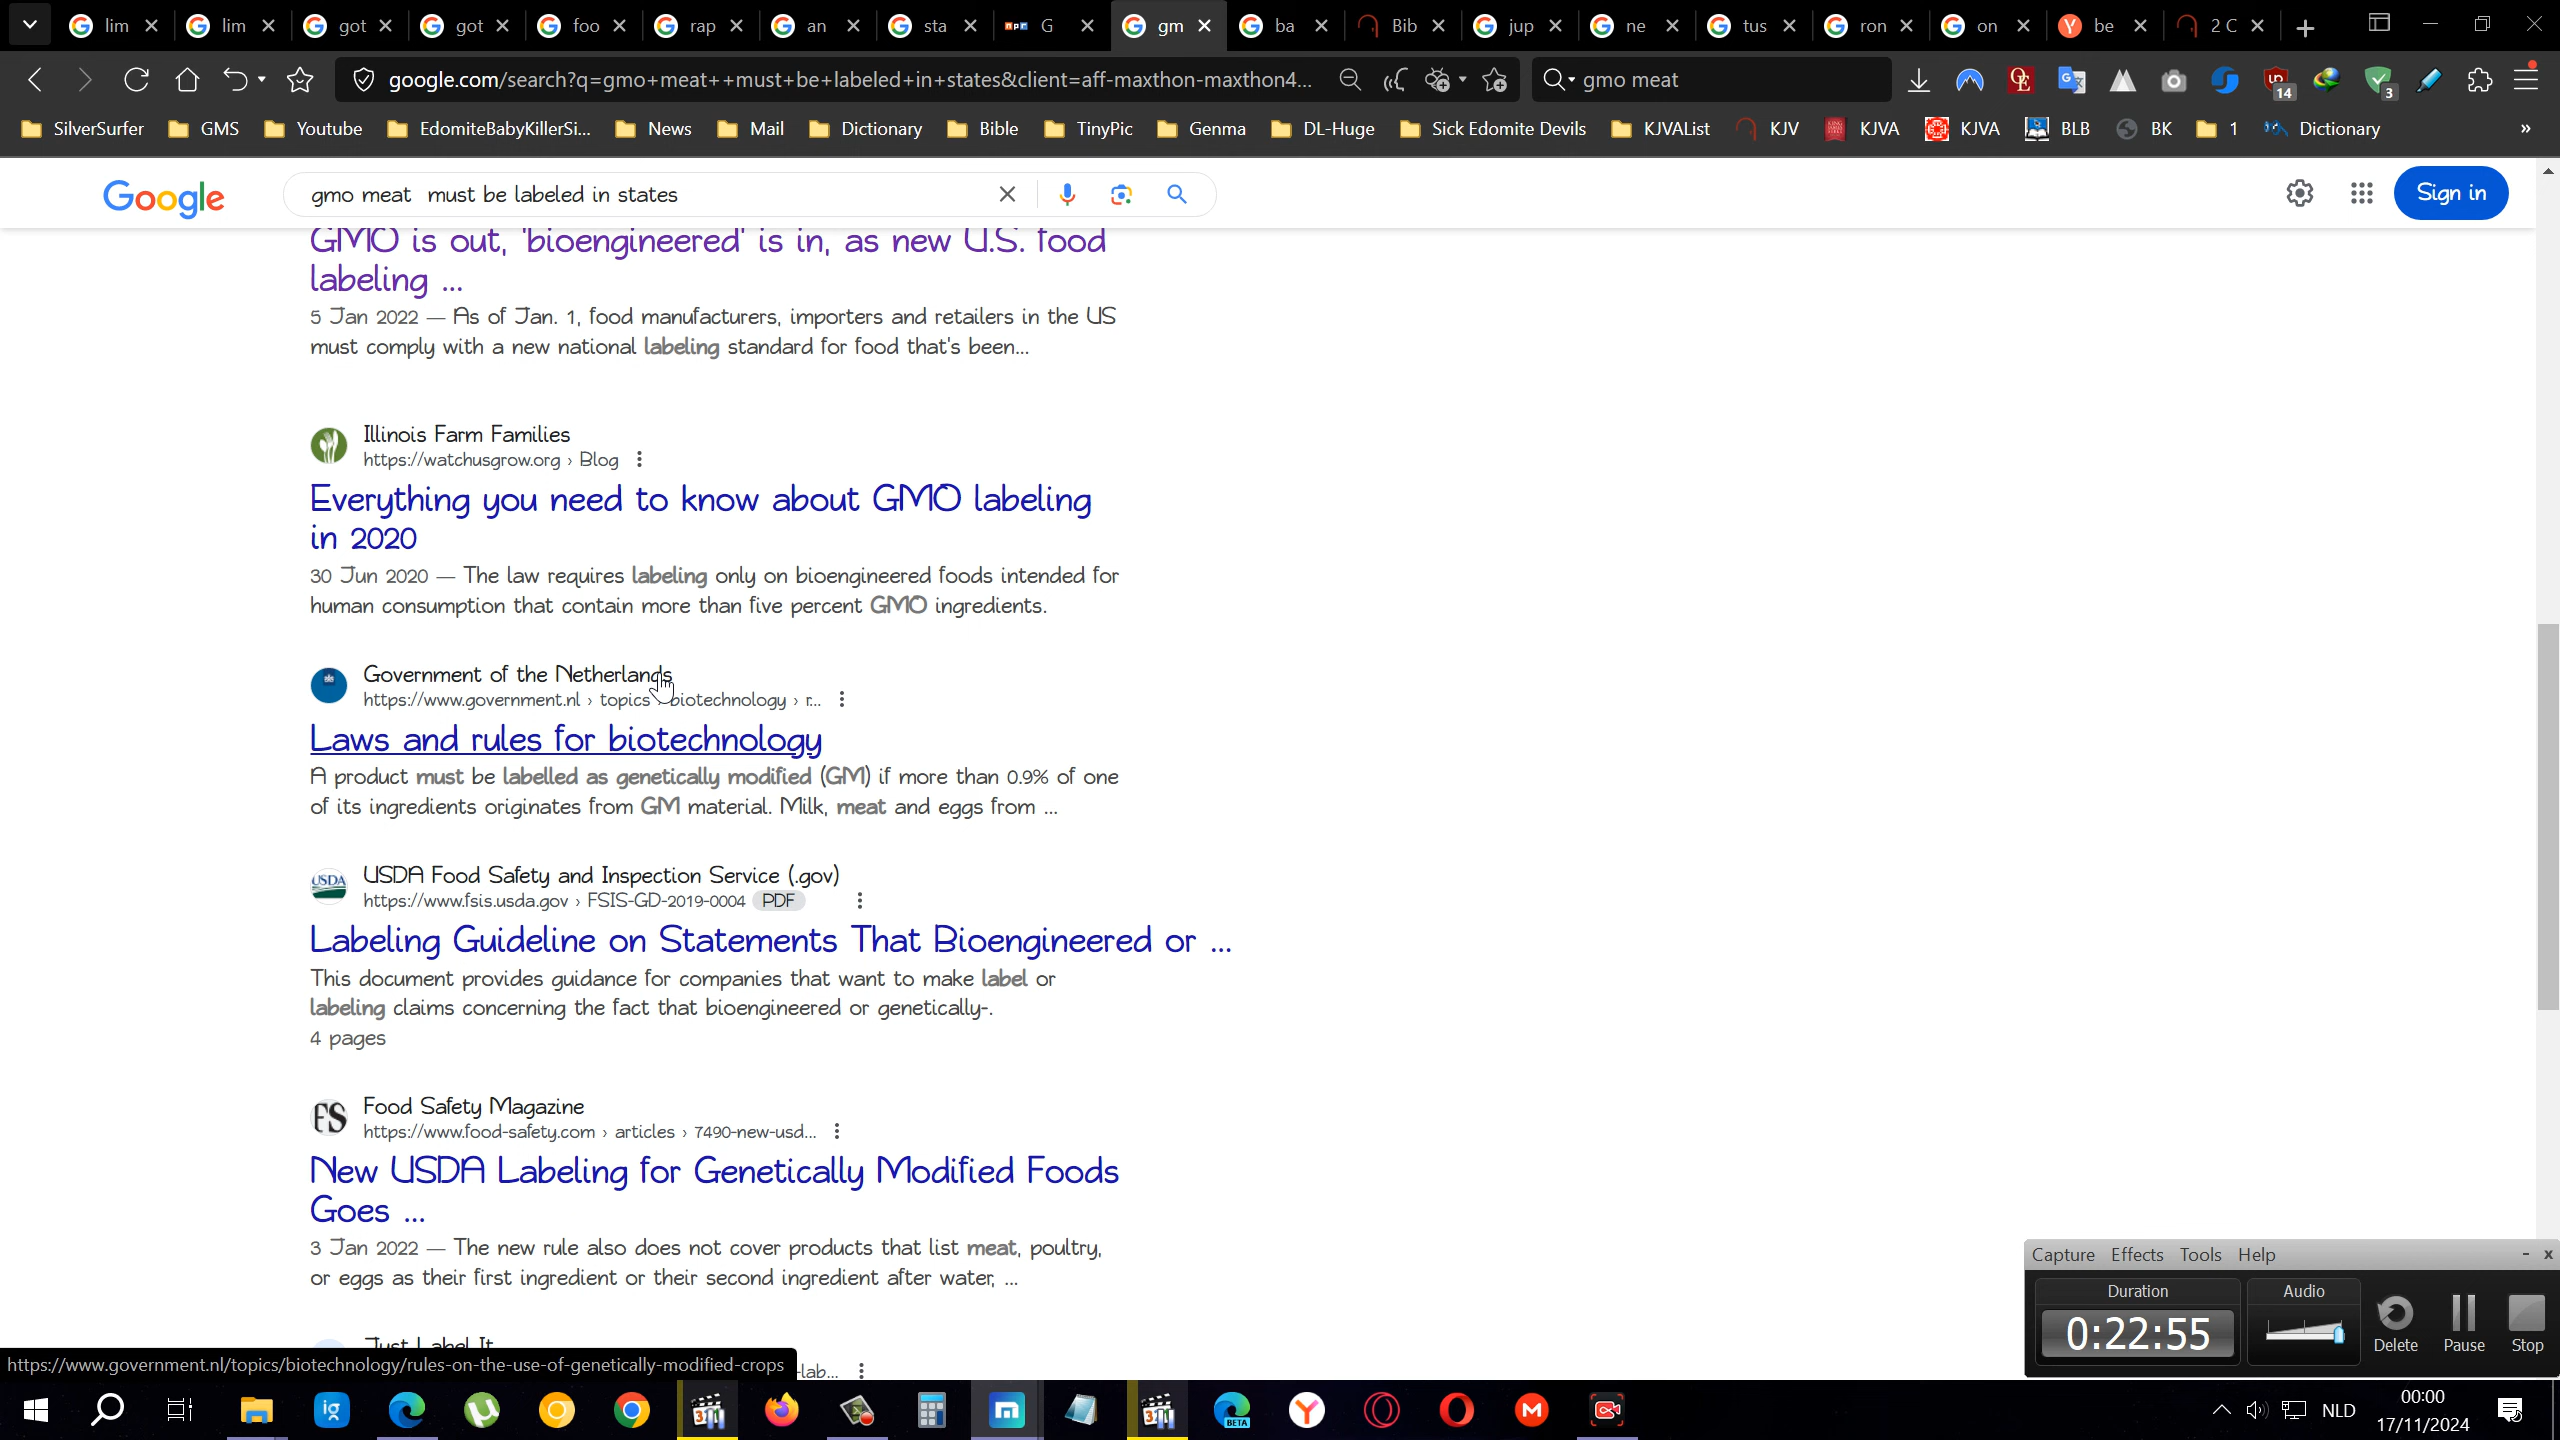 lim
lim
got
got
foo
rap
an
sta
npr G
gm
ba
Bib
jup
ne
tus
ron
on
be
2 C
google.com/search?q=gmo+meat++must+be+labeled+in+states&client=aff-maxthon-maxthon4...
gmo meat
14
3
SilverSurfer
GMS
Youtube
EdomiteBabyKillerSi...
News
Mail
Dictionary
Bible
TinyPic
Genma
DL-Huge
Sick Edomite Devils
KJVAList
KJV
KJVA
KJVA
BLB
BK
1
Dictionary
»
Google
gmo meat must be labeled in states
Sign in
GMO is out, 'bioengineered' is in, as new U.S. food
labeling ...
5 Jan 2022 — As of Jan. 1, food manufacturers, importers and retailers in the US
must comply with a new national labeling standard for food that's been...
Illinois Farm Families
https://watchusgrow.org › Blog
Everything you need to know about GMO labeling
in 2020
30 Jun 2020 — The law requires labeling only on bioengineered foods intended for
human consumption that contain more than five percent GMO ingredients.
Government of the Netherlands
https://www.government.nl › topics › biotechnology › r...
Laws and rules for biotechnology
A product must be labelled as genetically modified (GM) if more than 0.9% of one
of its ingredients originates from GM material. Milk, meat and eggs from ...
USDA
USDA Food Safety and Inspection Service (.gov)
https://www.fsis.usda.gov › FSIS-GD-2019-0004 PDF
Labeling Guideline on Statements That Bioengineered or ...
This document provides guidance for companies that want to make label or
labeling claims concerning the fact that bioengineered or genetically-.
4 pages
FS
Food Safety Magazine
https://www.food-safety.com › articles › 7490-new-usd...
New USDA Labeling for Genetically Modified Foods
Goes ...
3 Jan 2022 — The new rule also does not cover products that list meat, poultry,
or eggs as their first ingredient or their second ingredient after water, ...
Just Label It
-lab...
https://www.government.nl/topics/biotechnology/rules-on-the-use-of-genetically-modified-crops
Capture Effects Tools Help
- x
Duration
Audio
0:22:55
Delete
Pause
Stop
BETA
NLD
00:00
17/11/2024